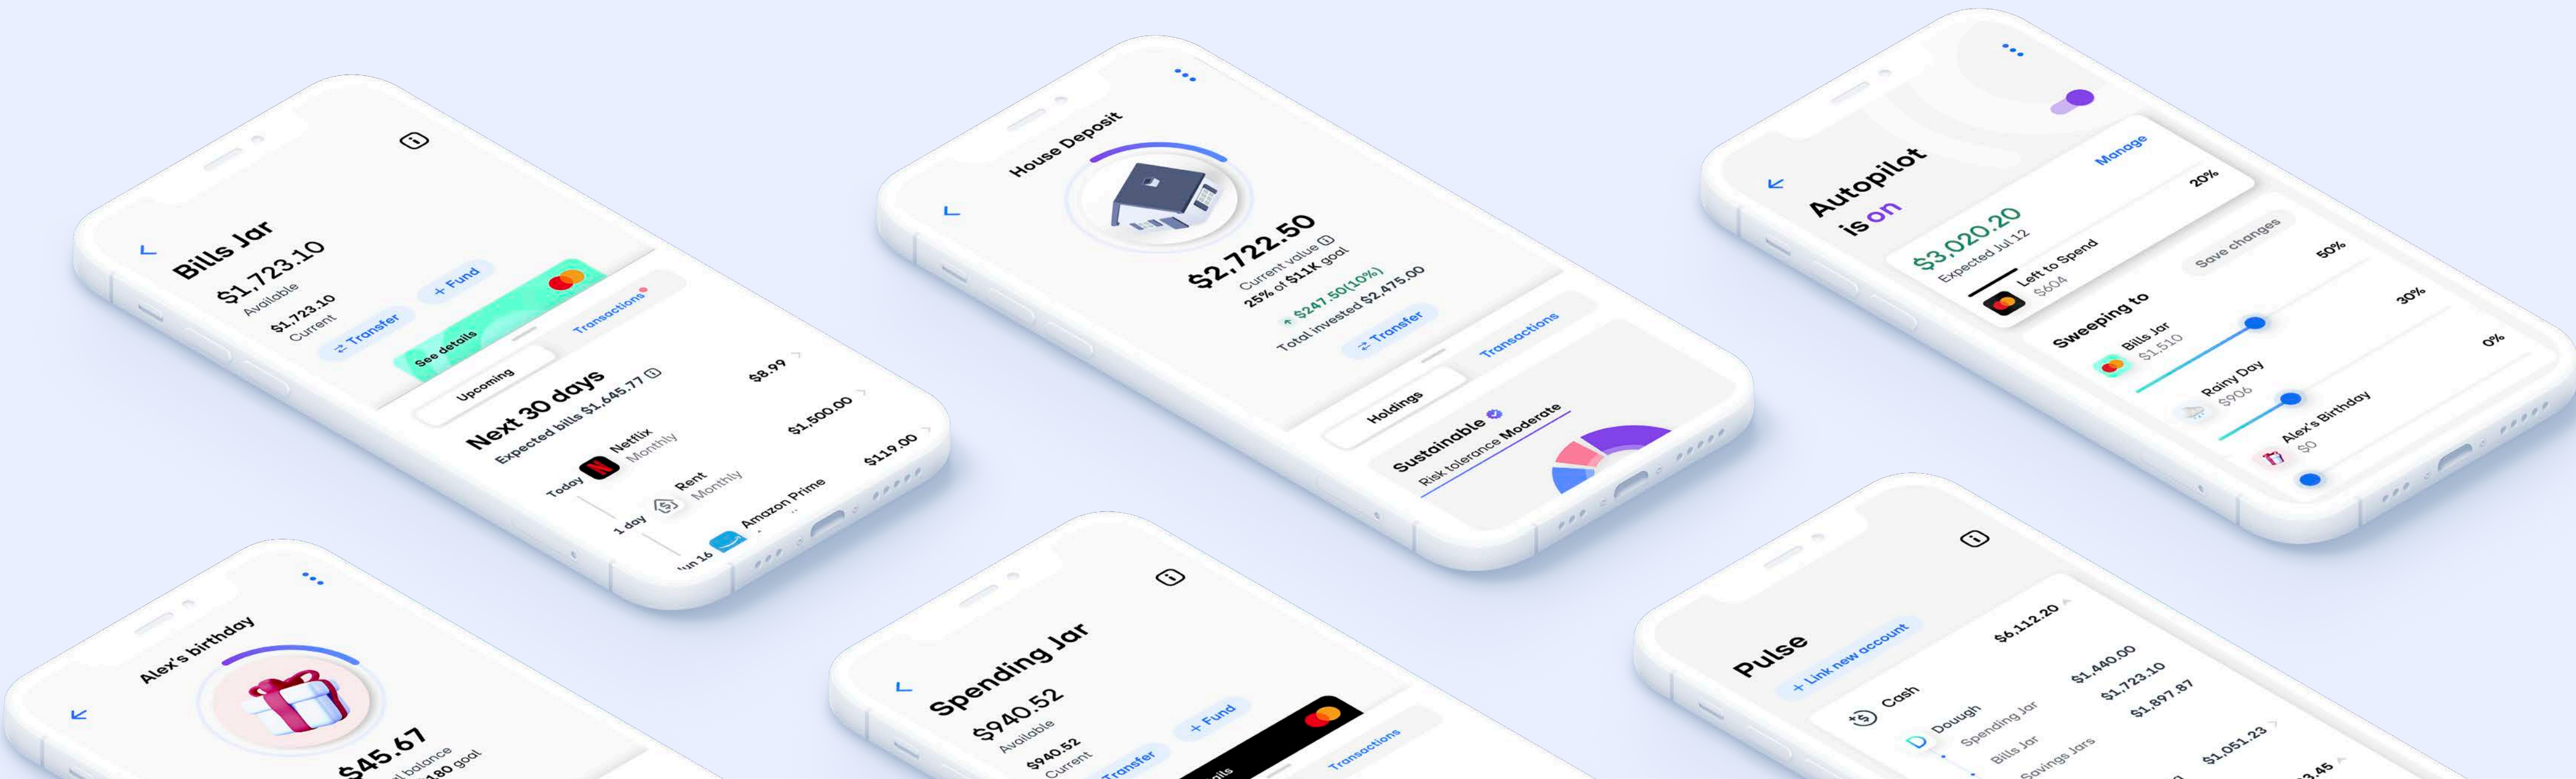 Bills Jar
$1,723.10
Available
$1,723.10
Current
Transfer
+ Fund
See details
Upcoming
Transactions
Next 30 days
Expected bills $1,645.77
Today
Netflix
Monthly
$8.99
1 day
Rent
Monthly
$1,500.00
16
Amazon Prime
$119.00
House Deposit
$2,722.50
Current value
25% of $11K goal
$247.50(10%)
Total invested $2,475.00
Transfer
Holdings
Transactions
Sustainable
Risk tolerance Moderate
Autopilot
is on
Manage
$3,020.20
Expected Jul 12
Left to Spend
$604
20%
Save changes
Sweeping to
Bills Jar
$1,510
50%
Rainy Day
$906
30%
Alex's Birthday
$0
0%
Alex's birthday
$45.67
balance
goal
Spending Jar
$940.52
Available
$940.52
Current
+ Fund
Transactions
Pulse
+ Link new account
Cash
$6,112.20
D
Douugh
Spending Jar
$1,440.00
Bills Jar
$1,723.10
Savings Jars
$1,897.87
$1,051.23